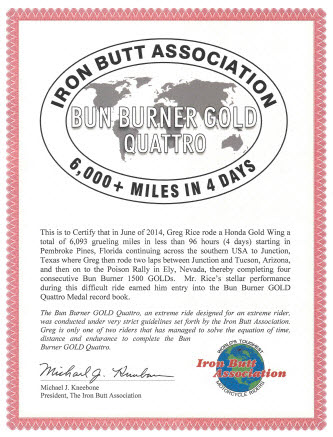 IRON BUTT ASSOCIATION
BUN BURNER GOLD
QUATTRO
6,000+ MILES IN 4 DAYS
This is to Certify that in June of 2014, Greg Rice rode a Honda Gold Wing a
total of 6,093 grueling miles in less than 96 hours (4 days) starting in
Pembroke Pines, Florida continuing across the southern USA to Junction,
Texas where Greg then rode two laps between Junction and Tucson, Arizona,
and then on to the Poison Rally in Ely, Nevada, thereby completing four
consecutive Bun Burner 1500 GOLDs. Mr. Rice's stellar performance
during this difficult ride earned him entry into the Bun Burner GOLD
Quattro Medal record book.
The Bun Burner GOLD Quattro, an extreme ride designed for an extreme rider,
was conducted under very strict guidelines set forth by the Iron Butt Association.
Greg is only one of two riders that has managed to solve the equation of time,
distance and endurance to complete the Bun
Burner GOLD Quattro.
Michael J. Kneebone
Michael J. Kneebone
President, The Iron Butt Association
WORLD'S TOUGHEST
Iron Butt
Association
MOTORCYCLE RIDERS